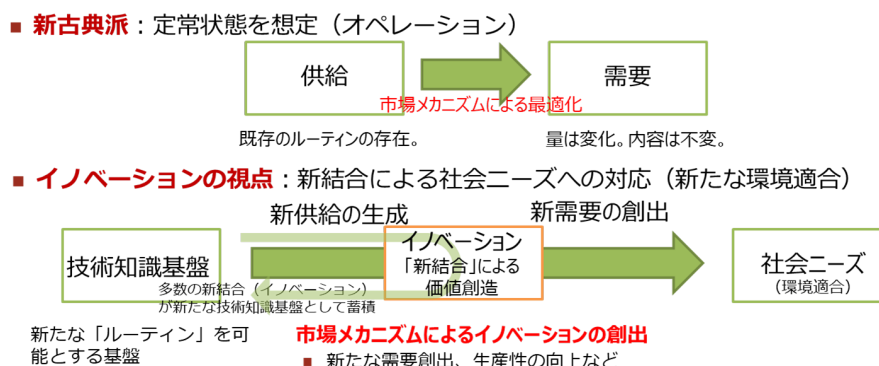 ■ 新古典派：定常状態を想定（オペレーション）
供給
需要
市場メカニズムによる最適化
既存のルーティンの存在。
量は変化。内容は不変。
■ イノベーションの視点：新結合による社会ニーズへの対応（新たな環境適合）
新供給の生成
新需要の創出
技術知識基盤
イノベーション
「新結合」による
価値創造
社会ニーズ
（環境適合）
多数の新結合（イノベーション）
が新たな技術知識基盤として蓄積
新たな「ルーティン」を可
能とする基盤
市場メカニズムによるイノベーションの創出
■ 新たな需要創出、生産性の向上など